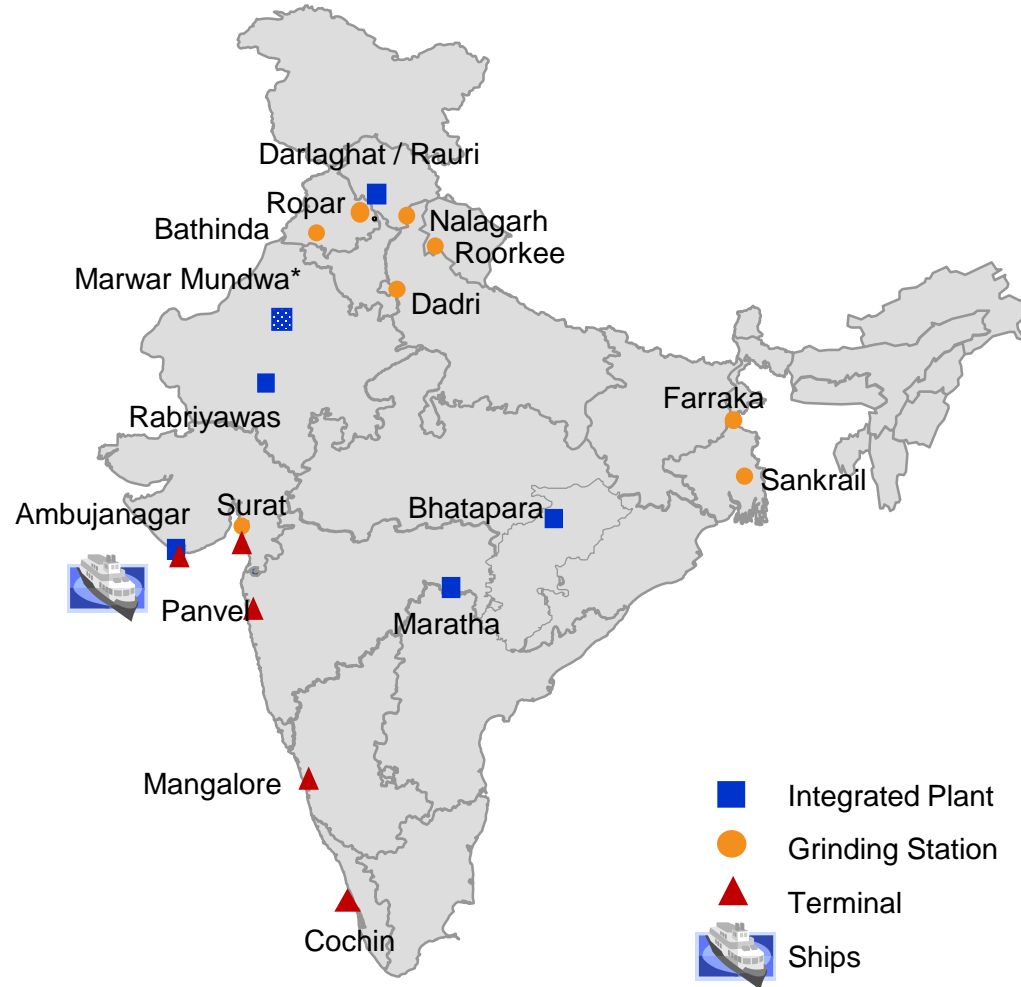 Darlaghat / Rauri
Ropar
Nalagarh
Bathinda
Roorkee
Marwar Mundwa*
Dadri
Rabriyawas
Farraka
Sankrail
Surat
Bhatapara
Ambujanagar
Panvel
Maratha
Mangalore
Cochin
Integrated Plant
Grinding Station
Terminal
Ships